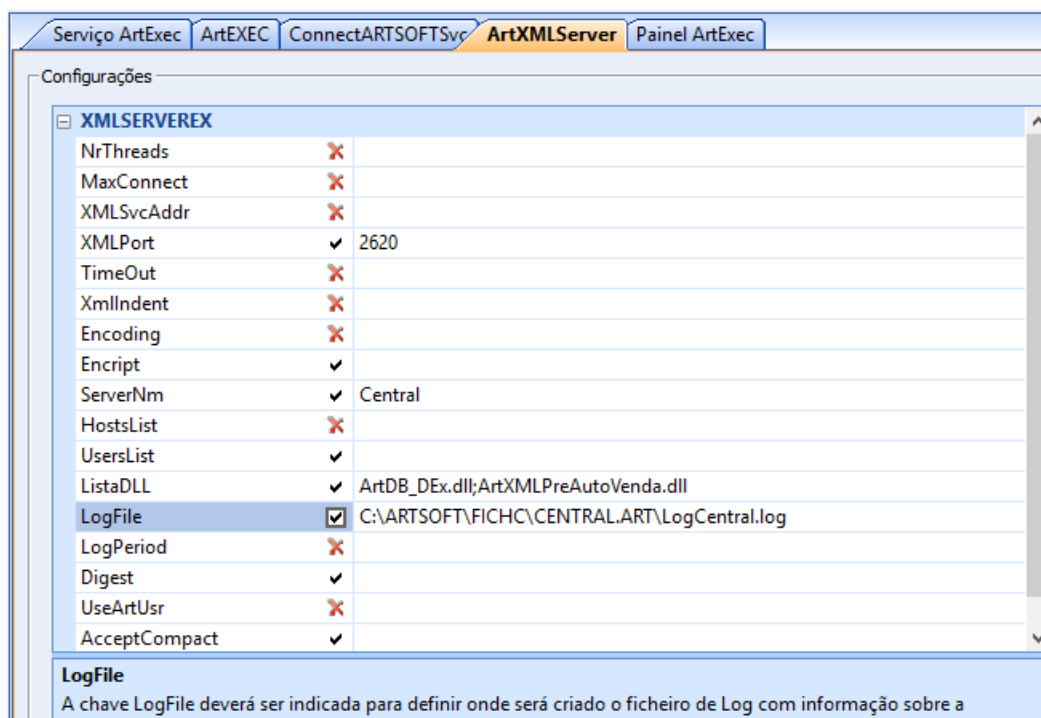 Serviço ArtExec ArtEXEC ConnectARTSOFTSvc ArtXMLServer Painel ArtExec
Configurações
XMLSERVEREX
NrThreads
MaxConnect
XMLSvcAddr
XMLPort 2620
TimeOut
XmlIndent
Encoding
Encript
ServerNm Central
HostsList
UsersList
ListaDLL ArtDB_DEx.dll;ArtXMLPreAutoVenda.dll
LogFile C:\ARTSOFT\FICHC\CENTRAL.ART\LogCentral.log
LogPeriod
Digest
UseArtUsr
AcceptCompact
LogFile
A chave LogFile deverá ser indicada para definir onde será criado o ficheiro de Log com informação sobre a